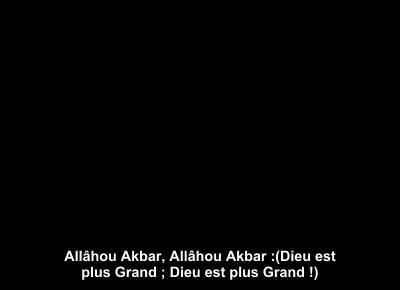 Allâhou Akbar, Allâhou Akbar :(Dieu est
plus Grand ; Dieu est plus Grand !)